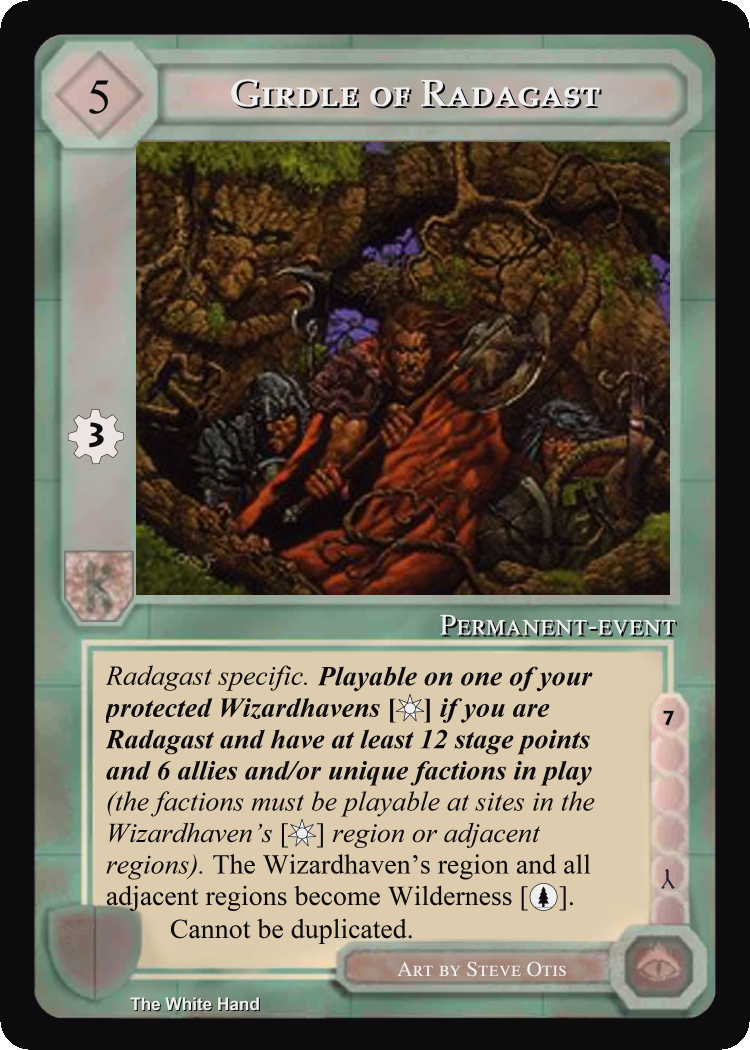 5
GIRDLE OF RADAGAST
3
K
PERMANENT-EVENT
Radagast specific. Playable on one of your
protected Wizardhavens [ ] if you are
Radagast and have at least 12 stage points
and 6 allies and/or unique factions in play
(the factions must be playable at sites in the
Wizardhaven's [ ] region or adjacent
regions). The Wizardhaven's region and all
adjacent regions become Wilderness [ ].
Cannot be duplicated.
7
ART BY STEVE OTIS
The White Hand